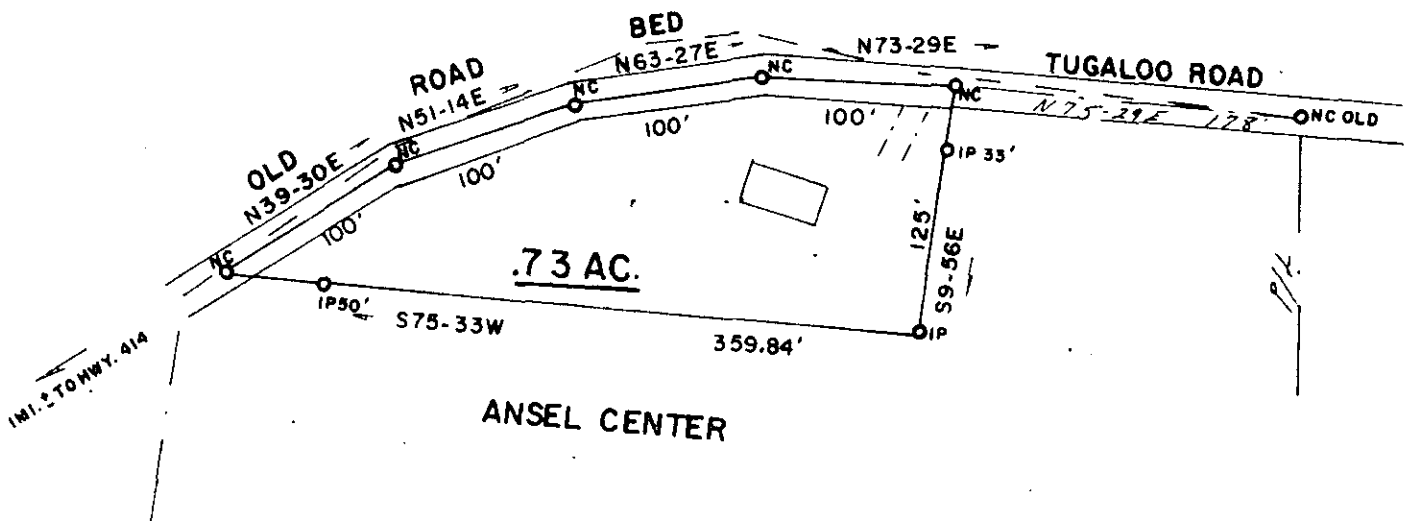 BED
N73-29E
N63-27E
ROAD
TUGALOO ROAD
N51-14E
NC
NC
NC
NC
N75-29E 178'
NC OLD
100'
100'
OLD
N39-30E
NC
IP 33'
100'
100'
125'
S9-56E
NC
.73 AC.
IP50'
S75-33W
IP
359.84'
1MI.± TO HWY. 414
ANSEL CENTER